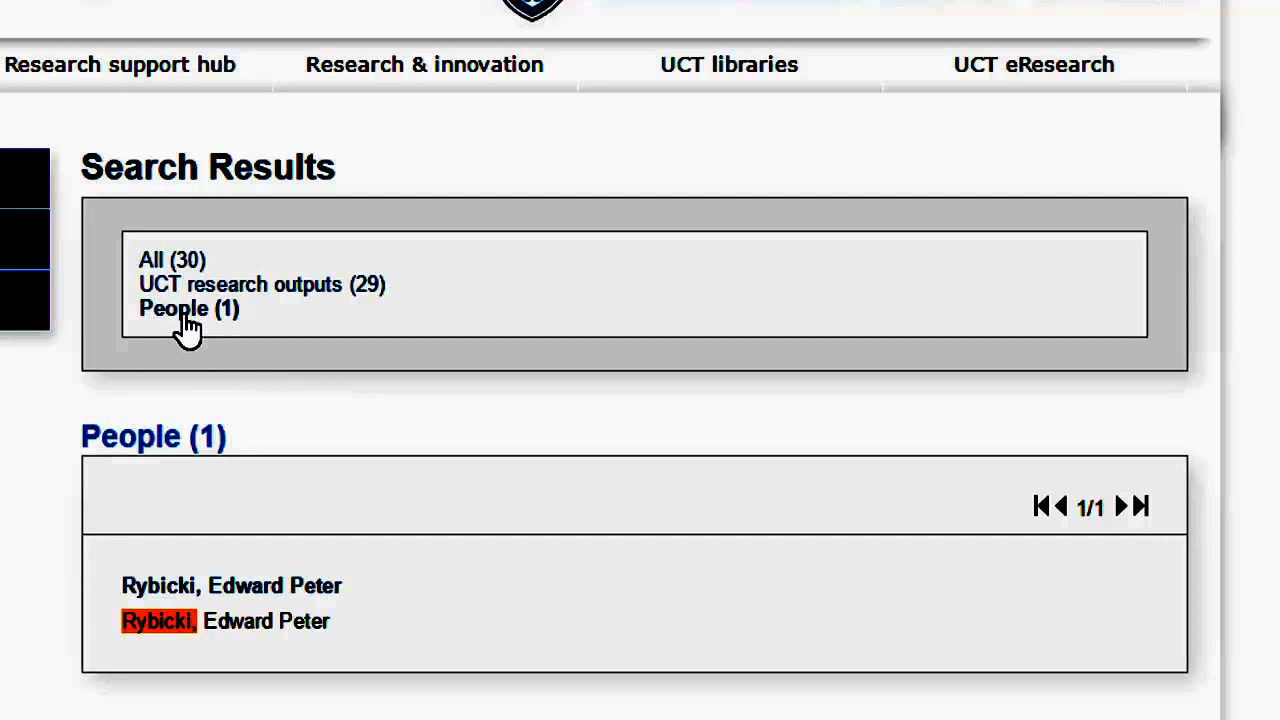 Research support hub
Research & innovation
UCT libraries
UCT eResearch
Search Results
All (30)
UCT research outputs (29)
People (1)
People (1)
1/1
Rybicki, Edward Peter
Rybicki, Edward Peter